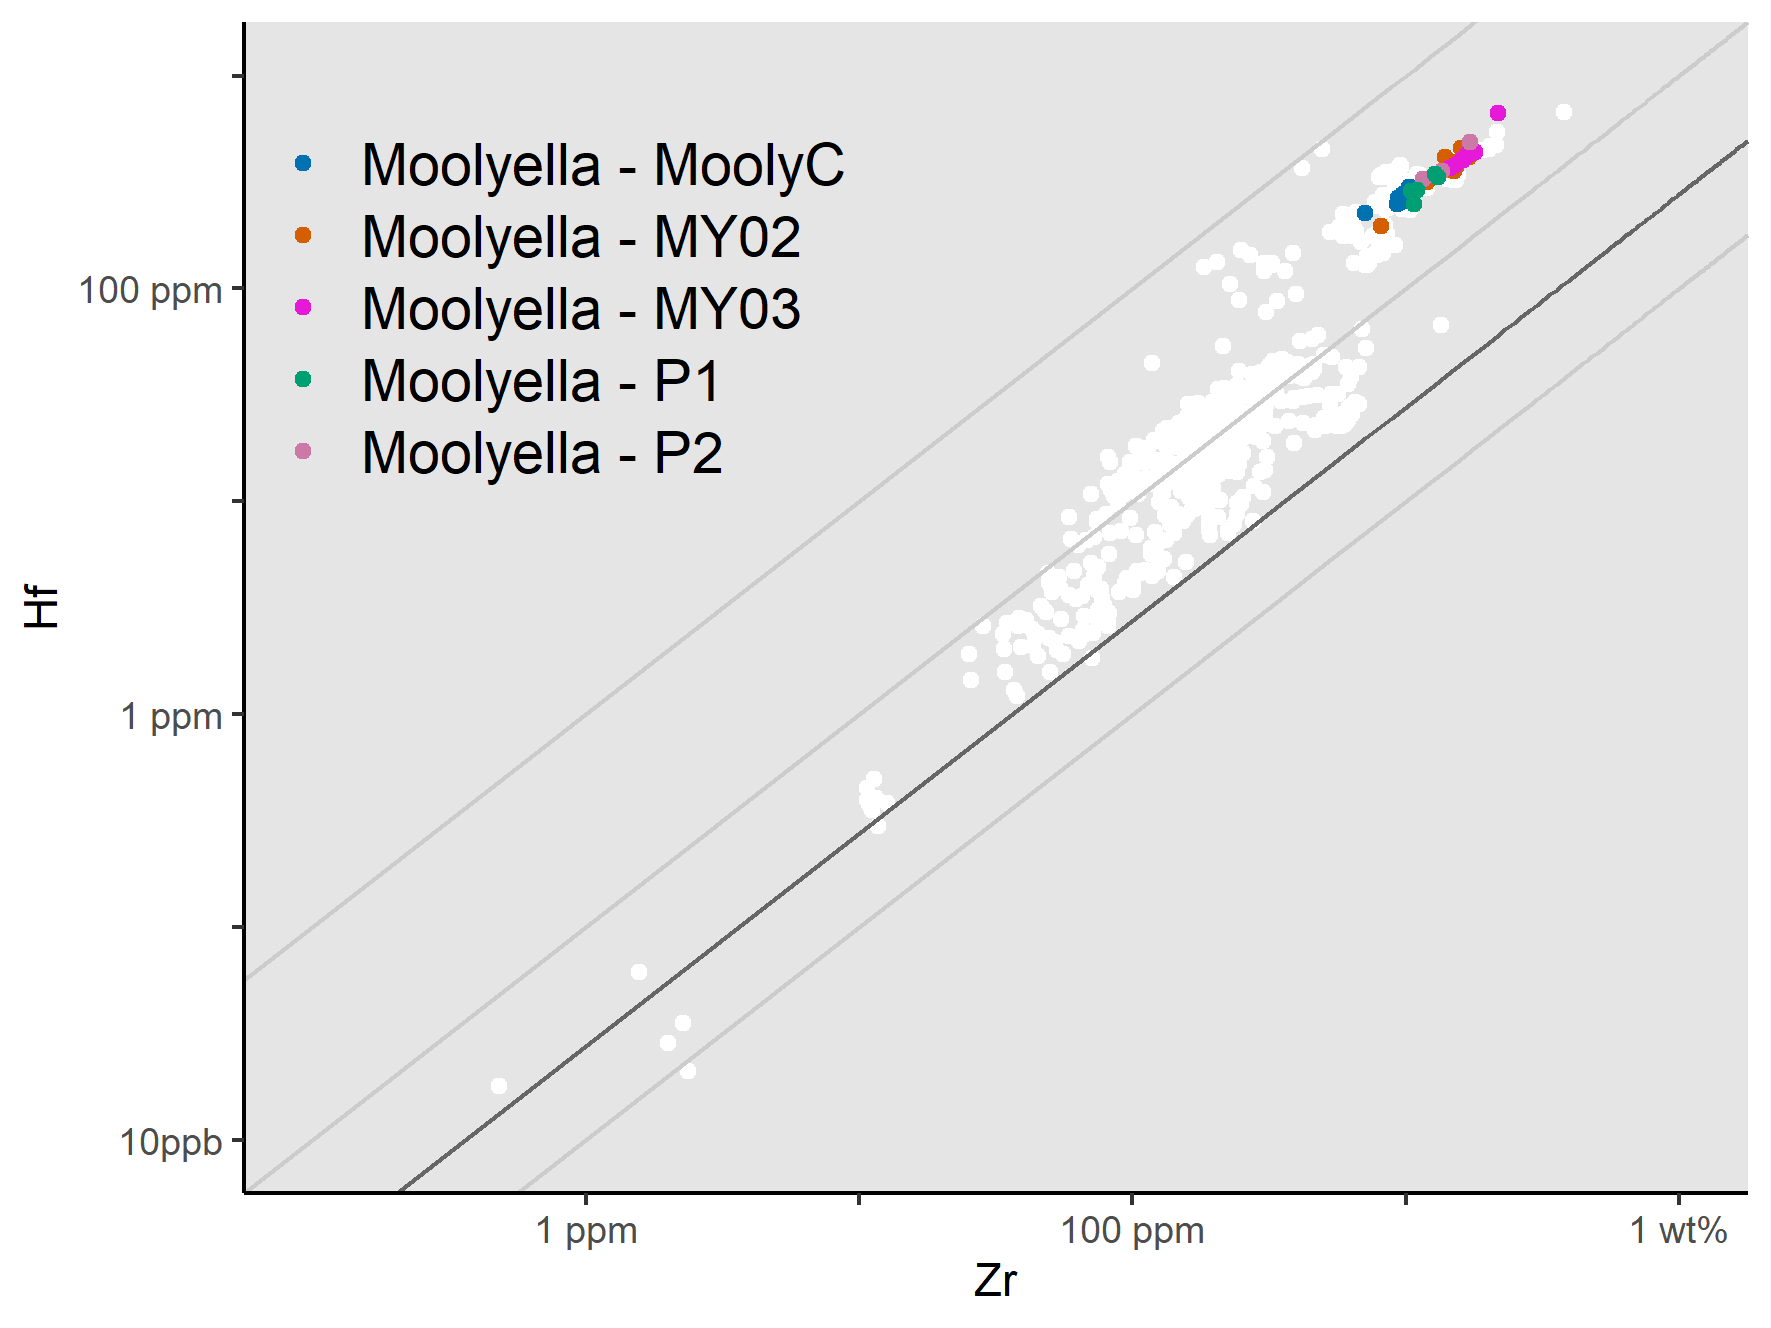 Moolyella - MoolyC
Moolyella - MY02
Moolyella - MY03
Moolyella - P1
Moolyella - P2
100 ppm
1 ppm
10ppb
Hf
1 ppm
100 ppm
1 wt%
Zr